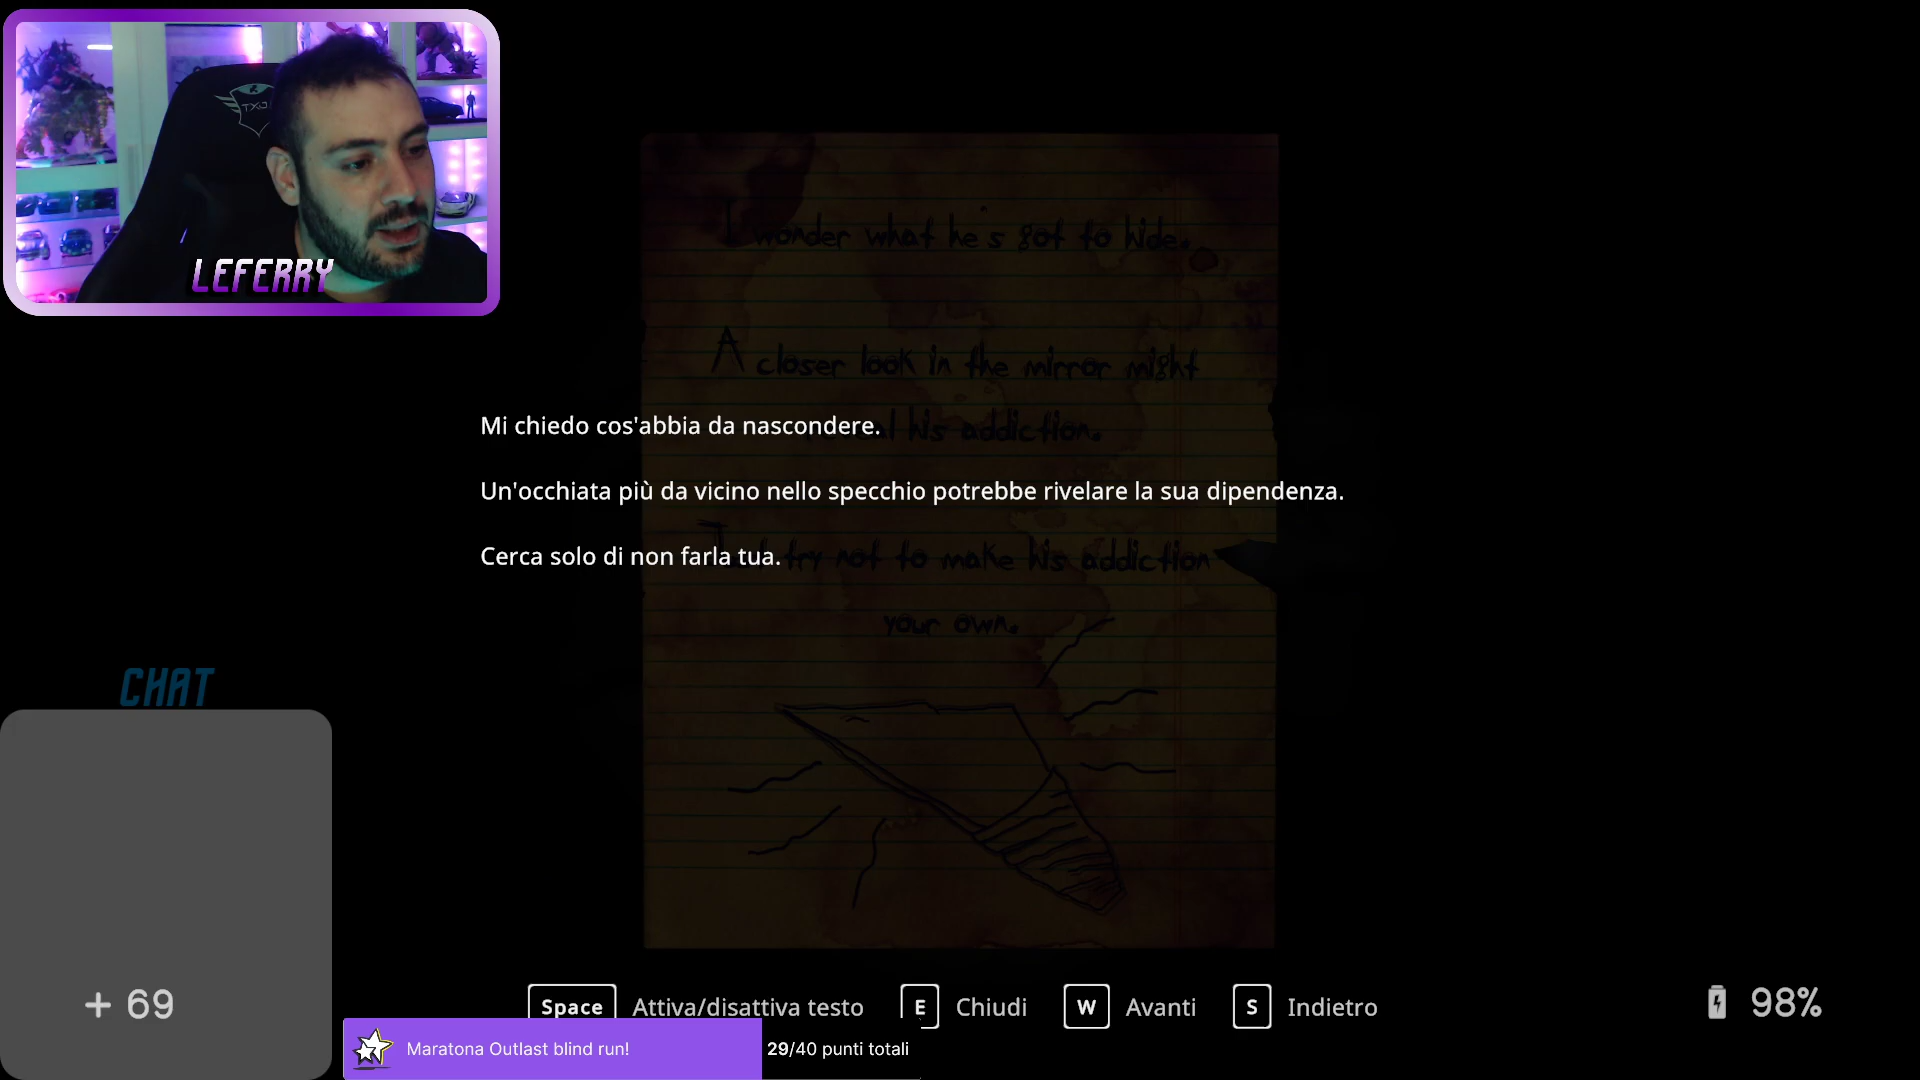 TXJ
LEFERRY
I wonder what he's got to hide.
A closer look in the mirror might
reveal his addiction.
try not to make his addiction
your own.
Mi chiedo cos'abbia da nascondere.
Un'occhiata più da vicino nello specchio potrebbe rivelare la sua dipendenza.
Cerca solo di non farla tua.
CHAT
+ 69
Space Attiva/disattiva testo E Chiudi W Avanti S Indietro
98%
Maratona Outlast blind run! 29/40 punti totali